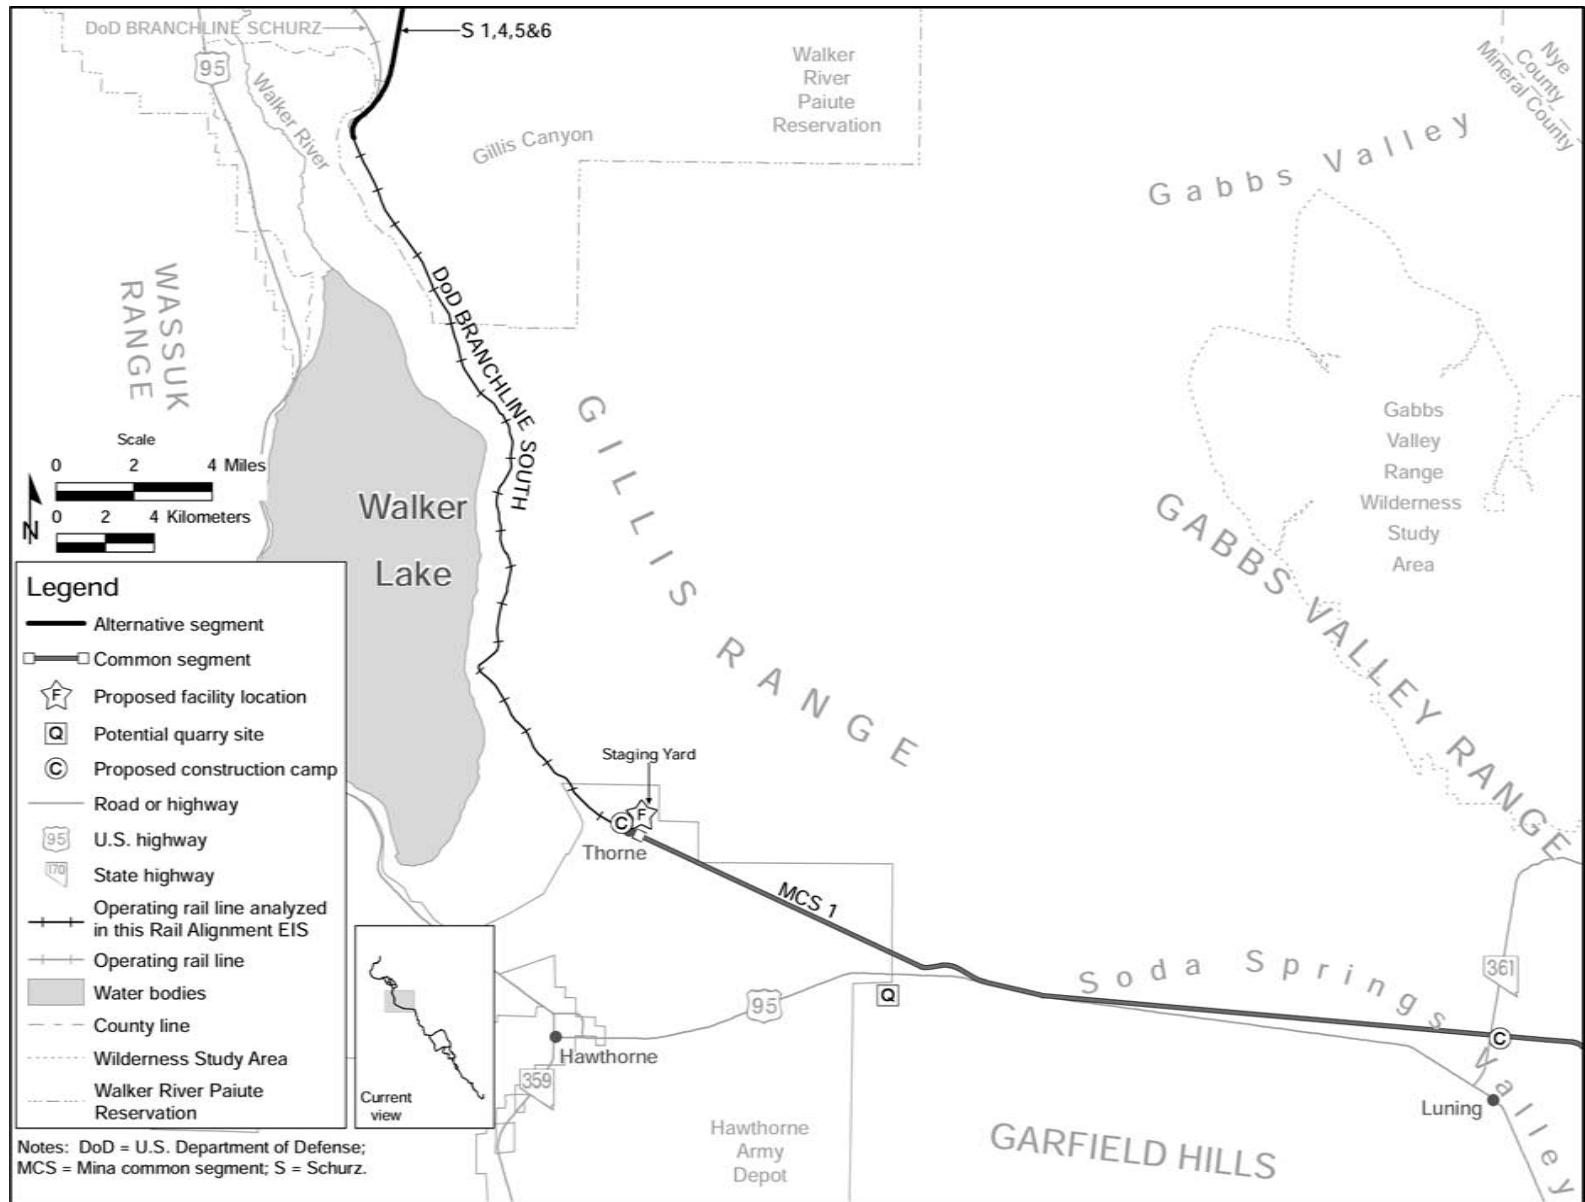 DoD BRANCHLINE SCHURZ
S 1,4,5&6
95
Walker River
Walker
River
Paiute
Reservation
Nye
County
Mineral County
Gillis Canyon
Gabbs Valley
WASSUK
RANGE
DoD BRANCHLINE SOUTH
GILLIS RANGE
Gabbs
Valley
Range
Wilderness
Study
Area
GABBS VALLEY RANGE
Scale
0 2 4 Miles
0 2 4 Kilometers
N
Walker
Lake
Legend
Alternative segment
Common segment
F Proposed facility location
Q Potential quarry site
C Proposed construction camp
Road or highway
95 U.S. highway
170 State highway
Operating rail line analyzed
in this Rail Alignment EIS
Operating rail line
Water bodies
County line
Wilderness Study Area
Walker River Paiute
Reservation
Staging Yard
F
C
Thorne
MCS 1
Soda Springs Valley
361
Q
95
C
Hawthorne
359
Current
view
Luning
Hawthorne
Army
Depot
GARFIELD HILLS
Notes: DoD = U.S. Department of Defense;
MCS = Mina common segment; S = Schurz.